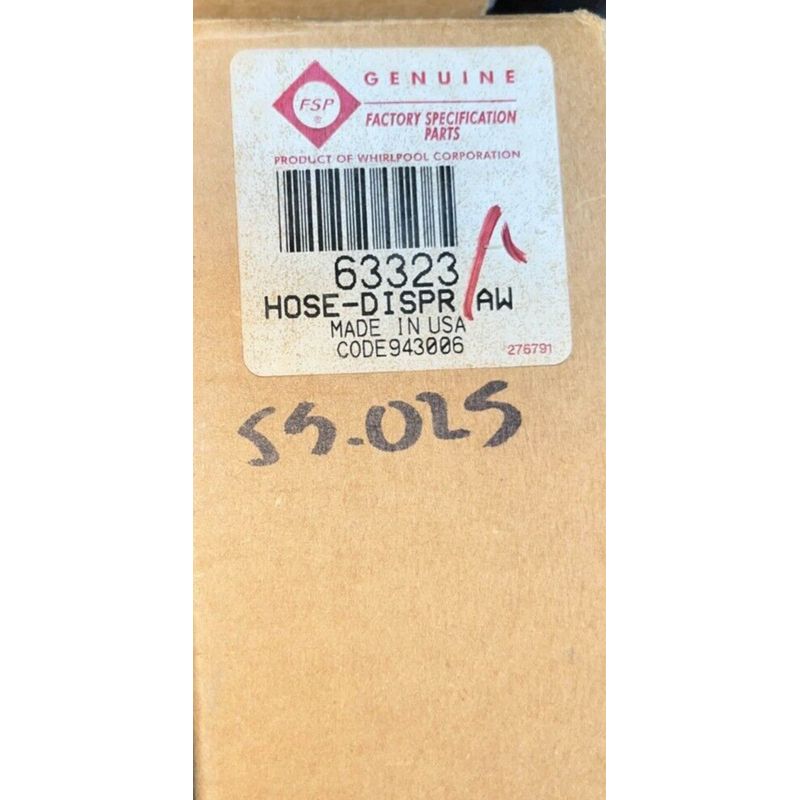 GENUINE
FSP
®
FACTORY SPECIFICATION
PARTS
PRODUCT OF WHIRLPOOL CORPORATION
63323
HOSE-DISPR AW
MADE IN USA
CODE943006
276791
55-025